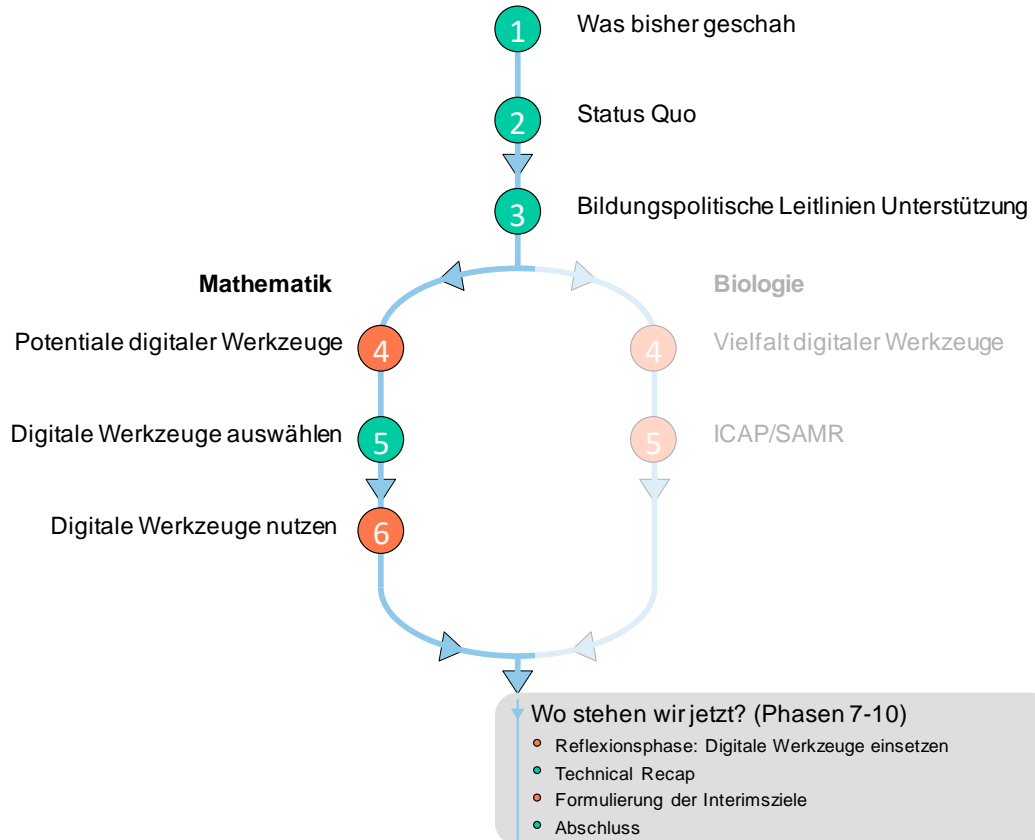 1 Was bisher geschah
2 Status Quo
3 Bildungspolitische Leitlinien Unterstützung
Mathematik
Biologie
Potentiale digitaler Werkzeuge 4
4 Vielfalt digitaler Werkzeuge
Digitale Werkzeuge auswählen 5
5 ICAP/SAMR
Digitale Werkzeuge nutzen 6
Wo stehen wir jetzt? (Phasen 7-10)
Reflexionsphase: Digitale Werkzeuge einsetzen
Technical Recap
Formulierung der Interimsziele
Abschluss